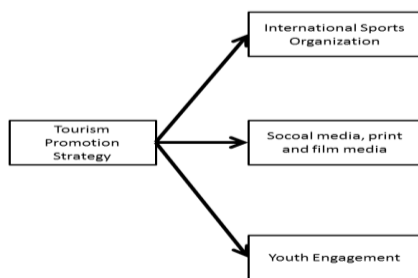 International Sports
Organization
Tourism
Promotion
Strategy
Socoal media, print
and film media
Youth Engagement